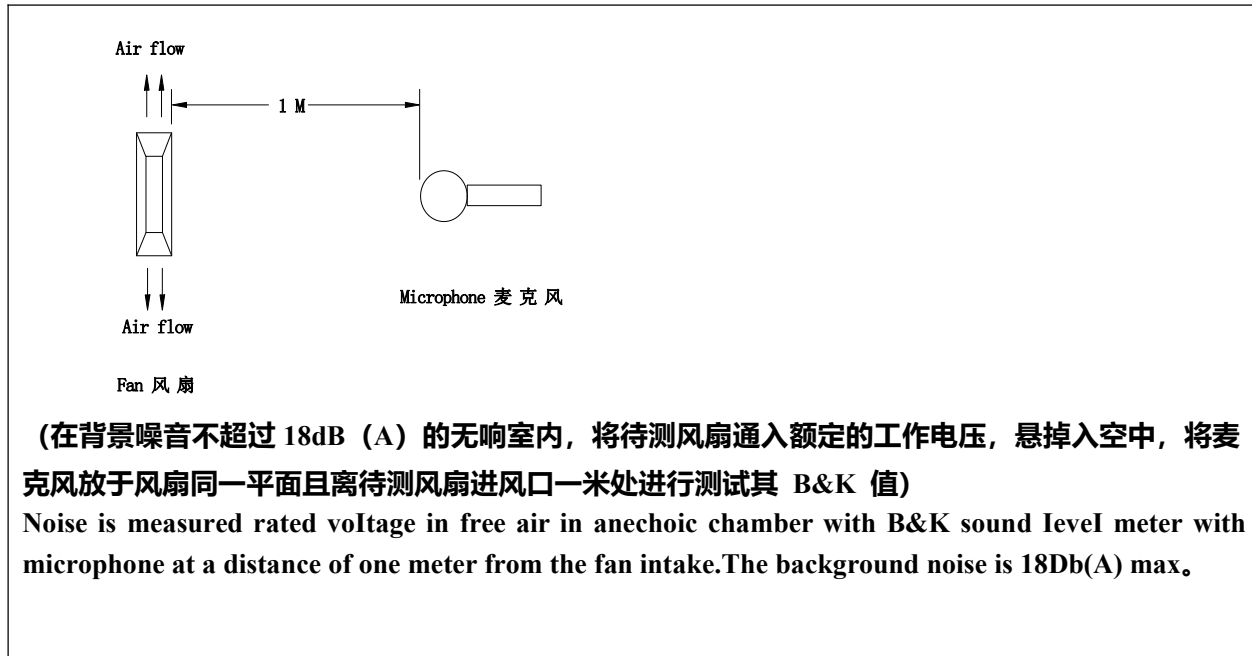 Air flow
1 M
Microphone 麦 克 风
Air flow
Fan 风 扇
(在背景噪音不超过 18dB（A）的无响室内，将待测风扇通入额定的工作电压，悬掉入空中，将麦
克风放于风扇同一平面且离待测风扇进风口一米处进行测试其 B&K 值)
Noise is measured rated voItage in free air in anechoic chamber with B&K sound IeveI meter with
microphone at a distance of one meter from the fan intake.The background noise is 18Db(A) max。